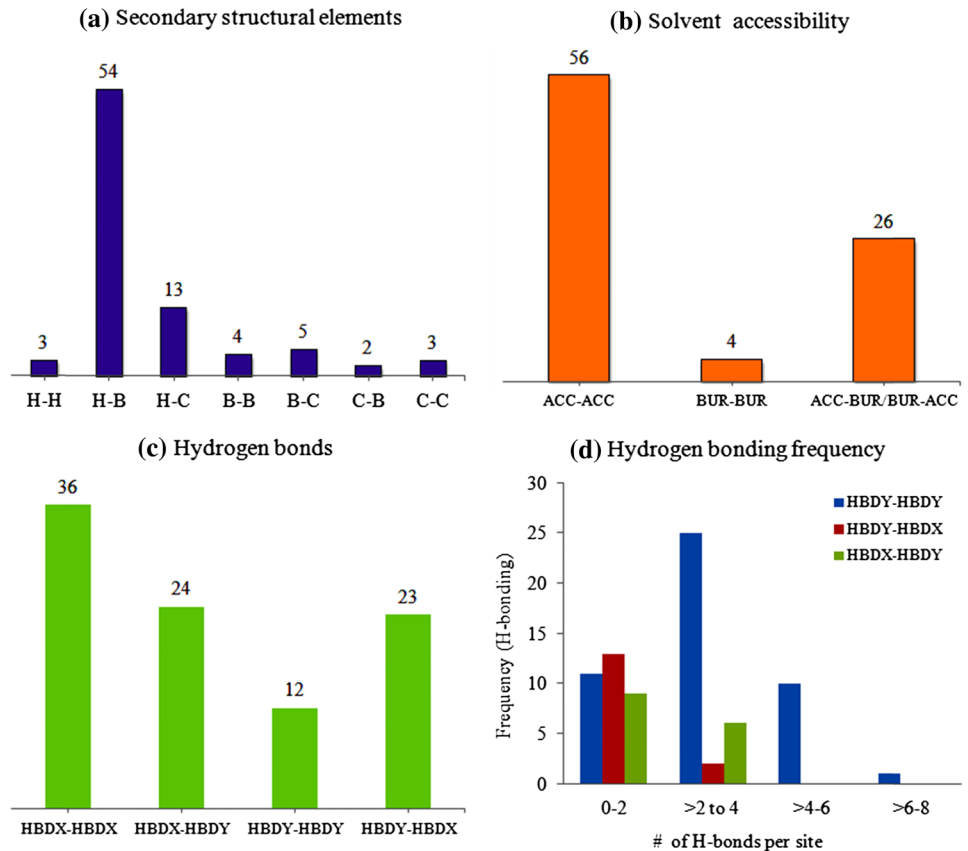 (a) Secondary structural elements
54
3
13
4
5
2
3
H-H H-B H-C B-B B-C C-B C-C
(b) Solvent accessibility
56
4
26
ACC-ACC BUR-BUR ACC-BUR/BUR-ACC
(c) Hydrogen bonds
36
24
12
23
HBDX-HBDX HBDX-HBDY HBDY-HBDY HBDY-HBDX
(d) Hydrogen bonding frequency
Frequency (H-bonding)
30
25
20
15
10
5
0
HBDY-HBDY
HBDY-HBDX
HBDX-HBDY
0-2 >2 to 4 >4-6 >6-8
# of H-bonds per site